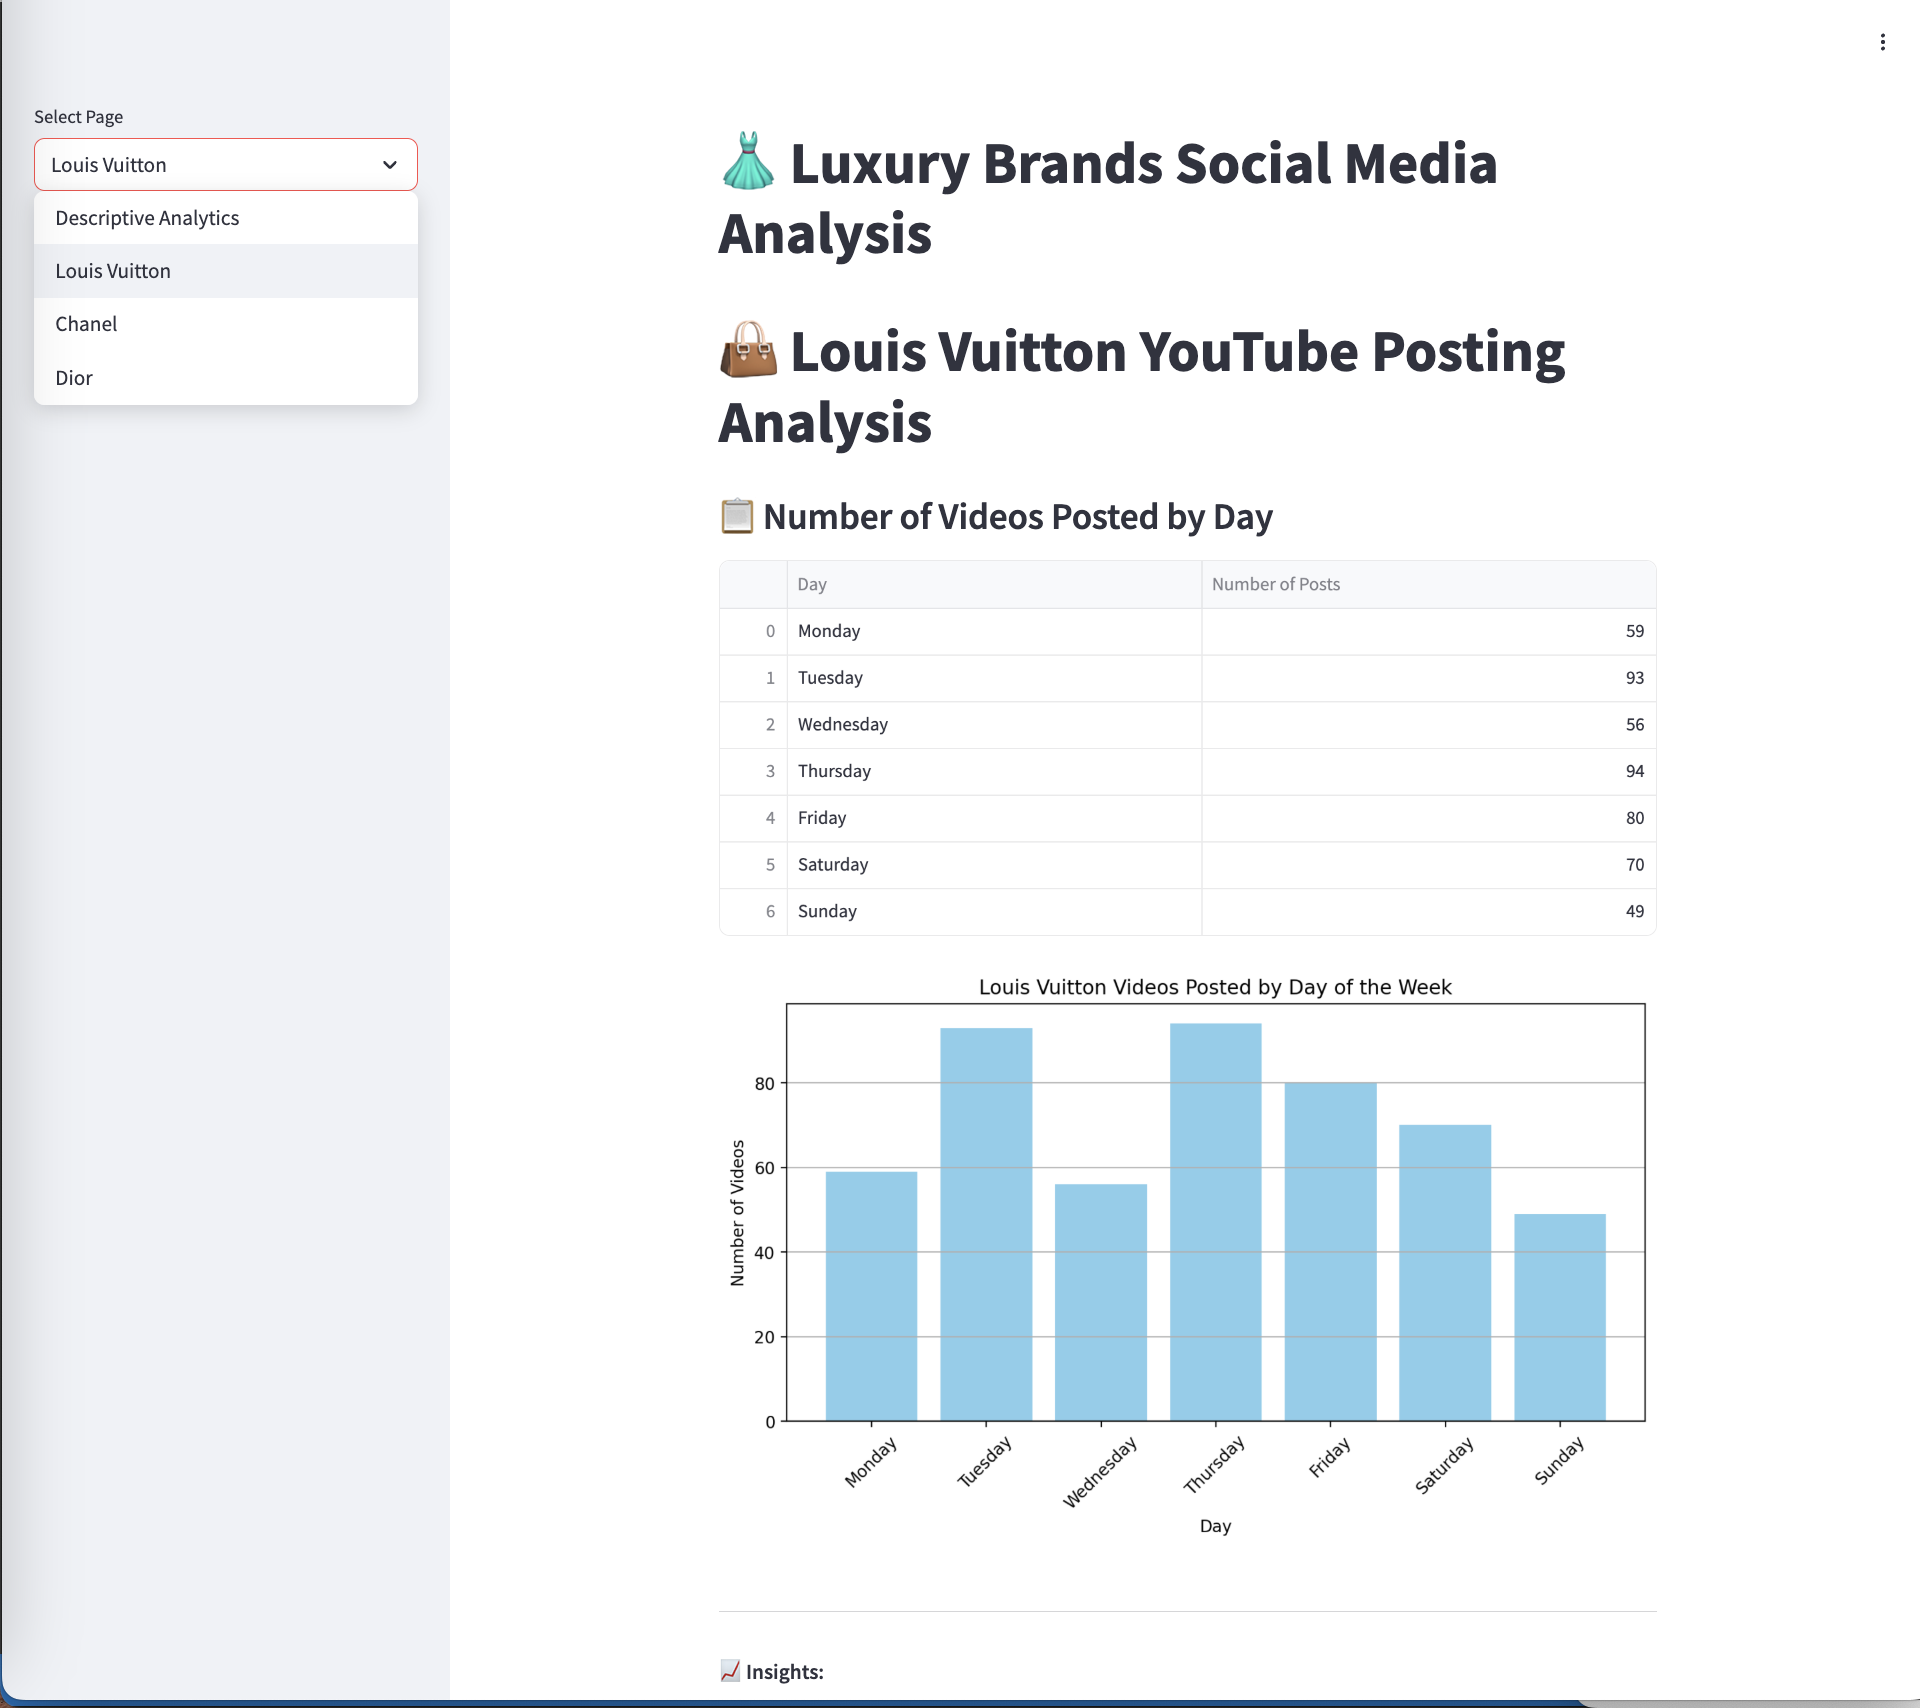 Select Page
Louis Vuitton
Descriptive Analytics
Louis Vuitton
Chanel
Dior
Luxury Brands Social Media
Analysis
Louis Vuitton YouTube Posting
Analysis
Number of Videos Posted by Day
Day Number of Posts
0 Monday 59
1 Tuesday 93
2 Wednesday 56
3 Thursday 94
4 Friday 80
5 Saturday 70
6 Sunday 49
Louis Vuitton Videos Posted by Day of the Week
Number of Videos
80
60
40
20
0
Monday Tuesday Wednesday Thursday Friday Saturday Sunday
Day
Insights: